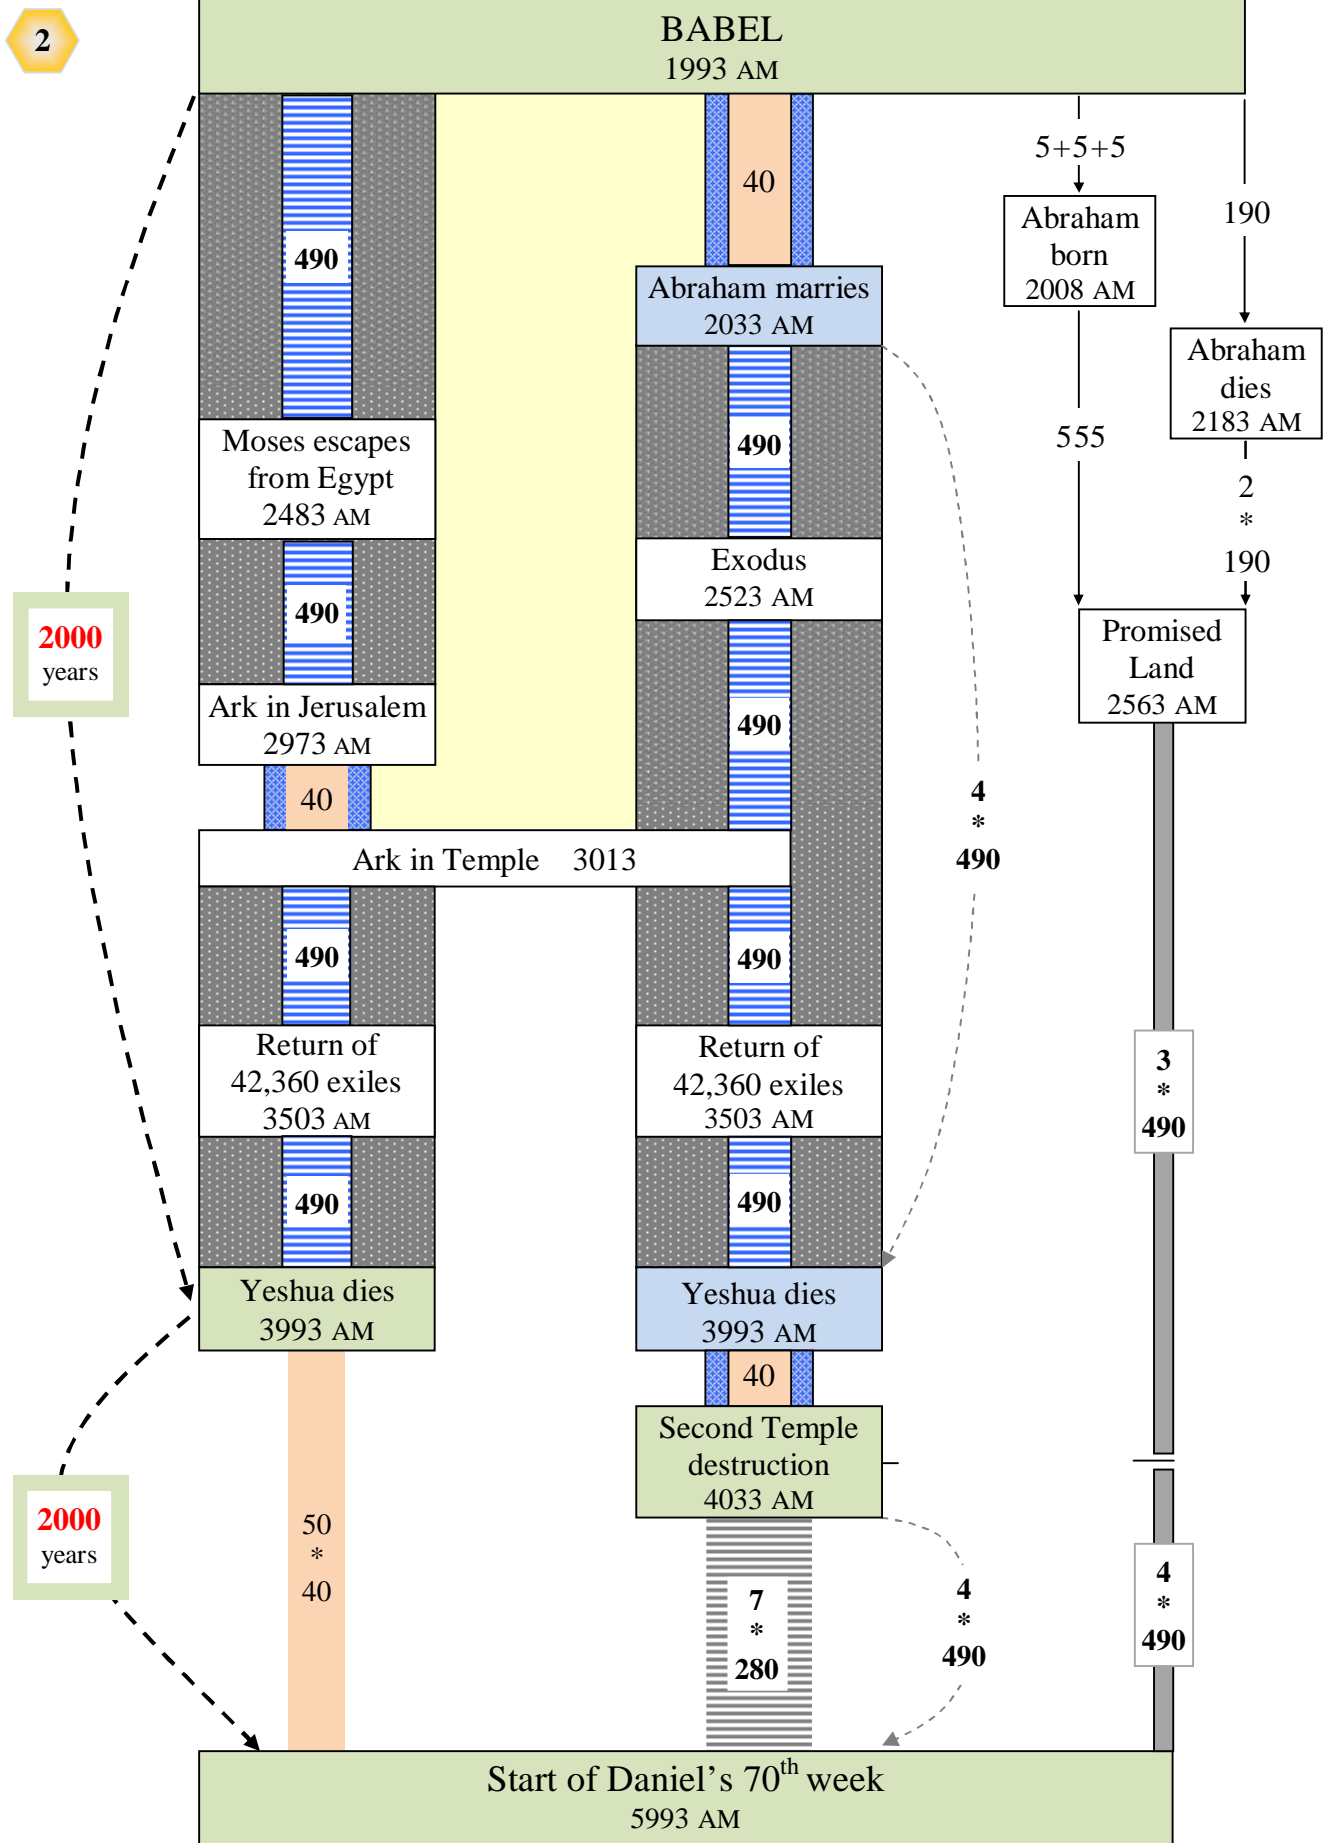 2
BABEL
1993 AM
5+5+5
40
190
Abraham
born
2008 AM
490
Abraham marries
2033 AM
Abraham
dies
2183 AM
Moses escapes
from Egypt
2483 AM
490
555
2
*
190
Exodus
2523 AM
490
2000
years
Promised
Land
2563 AM
Ark in Jerusalem
2973 AM
490
40
4
*
490
Ark in Temple 3013
490
490
Return of
42,360 exiles
3503 AM
Return of
42,360 exiles
3503 AM
3
*
490
490
490
Yeshua dies
3993 AM
Yeshua dies
3993 AM
40
Second Temple
destruction
4033 AM
2000
years
50
*
40
7
*
280
4
*
490
4
*
490
Start of Daniel's 70th week
5993 AM